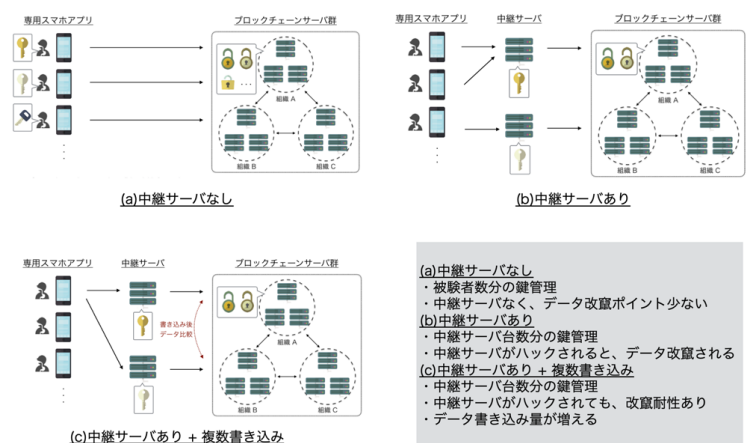 専用スマホアプリ
ブロックチェーンサーバ群
組織 A
組織 B
組織 C
(a)中継サーバなし
専用スマホアプリ
中継サーバ
ブロックチェーンサーバ群
組織 A
組織 B
組織 C
(b)中継サーバあり
専用スマホアプリ
中継サーバ
ブロックチェーンサーバ群
書き込み後
データ比較
組織 A
組織 B
組織 C
(c)中継サーバあり + 複数書き込み
(a)中継サーバなし
・被験者数分の鍵管理
・中継サーバなく、データ改竄ポイント少ない
(b)中継サーバあり
・中継サーバ台数分の鍵管理
・中継サーバがハックされると、データ改竄される
(c)中継サーバあり + 複数書き込み
・中継サーバ台数分の鍵管理
・中継サーバがハックされても、改竄耐性あり
・データ書き込み量が増える